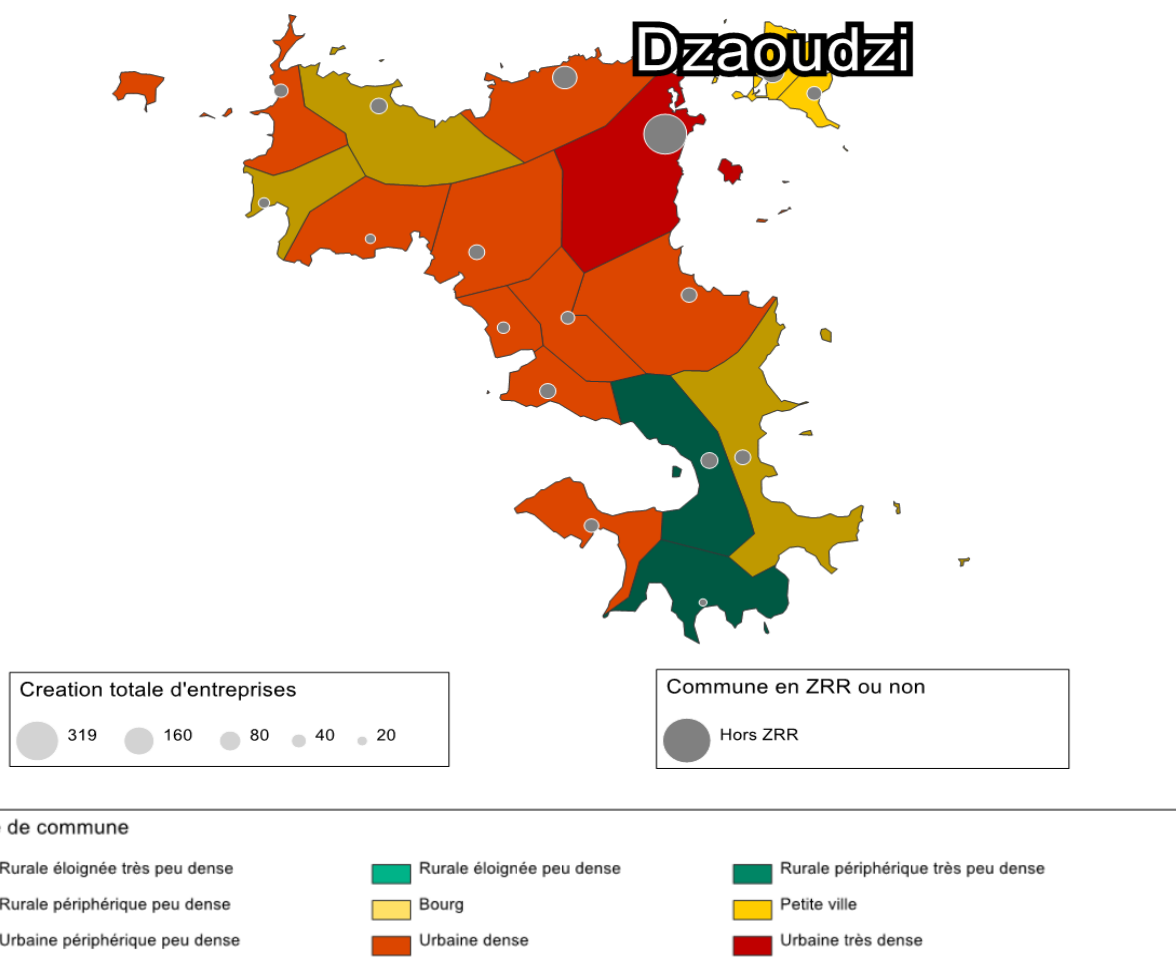 Dzaoudzi
Creation totale d'entreprises
319 160 80 40 20
Commune en ZRR ou non
Hors ZRR
de commune
Rurale éloignée très peu dense
Rurale éloignée peu dense
Rurale périphérique très peu dense
Rurale périphérique peu dense
Bourg
Petite ville
Urbaine périphérique peu dense
Urbaine dense
Urbaine très dense